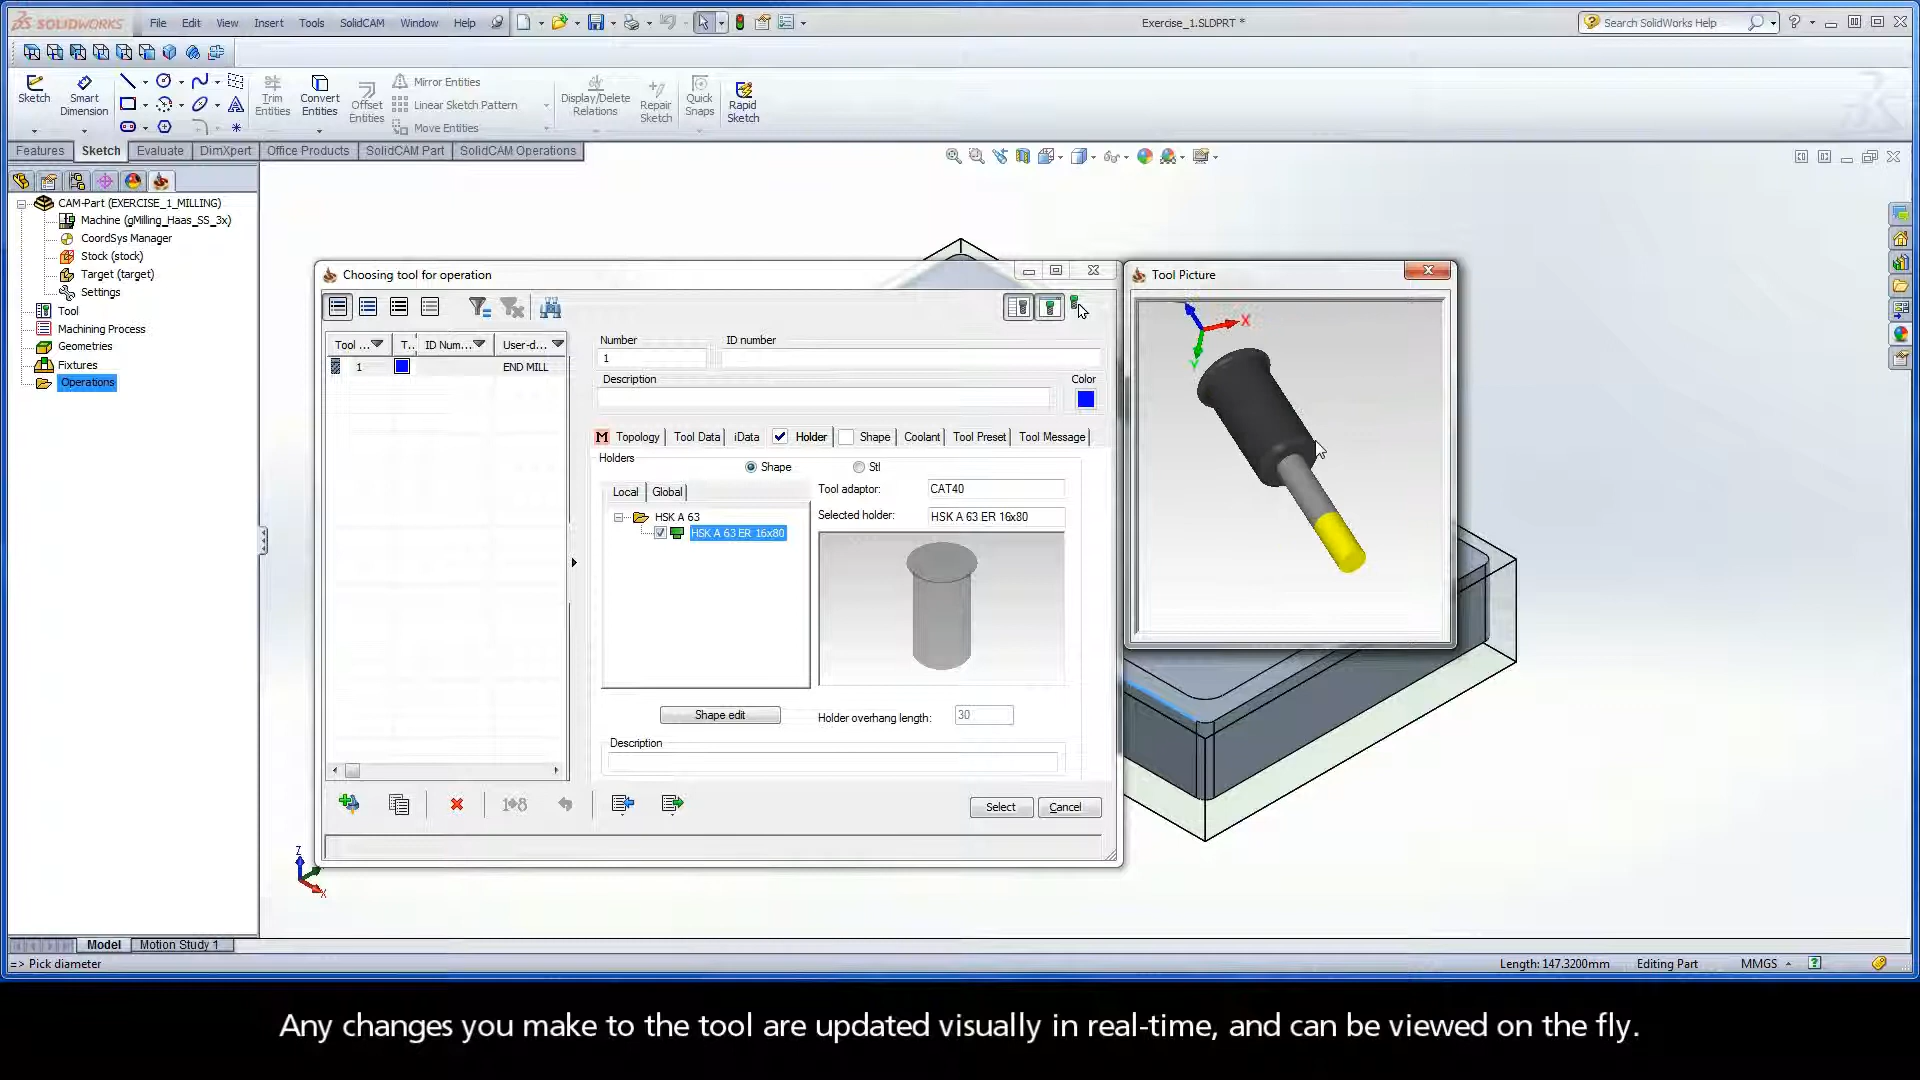 SOLIDWORKS File Edit View Insert Tools SolidCAM Window Help Exercise_1.SLDPRT * Search SolidWorks Help
Sketch
Smart Dimension
Trim Entities
Convert Entities
Offset Entities
Mirror Entities
Linear Sketch Pattern
Move Entities
Display/Delete Relations
Repair Sketch
Quick Snaps
Rapid Sketch
Features Sketch Evaluate DimXpert Office Products SolidCAM Part SolidCAM Operations
CAM-Part (EXERCISE_1_MILLING)
Machine (gMilling_Haas_SS_3x)
CoordSys Manager
Stock (stock)
Target (target)
Settings
Tool
Machining Process
Geometries
Fixtures
Operations
Choosing tool for operation
Tool ... T.. ID Num... User-d...
1 END MILL
Number ID number
1
Description Color
M Topology Tool Data iData Holder Shape Coolant Tool Preset Tool Message
Holders
Shape Stl
Local Global
HSK A 63
HSK A 63 ER 16x80
Tool adaptor: CAT40
Selected holder: HSK A 63 ER 16x80
Shape edit
Holder overhang length: 30
Description
Select Cancel
Tool Picture
X
Y
Z
X
Model Motion Study 1
=> Pick diameter Length: 147.3200mm Editing Part MMGS
Any changes you make to the tool are updated visually in real-time, and can be viewed on the fly.